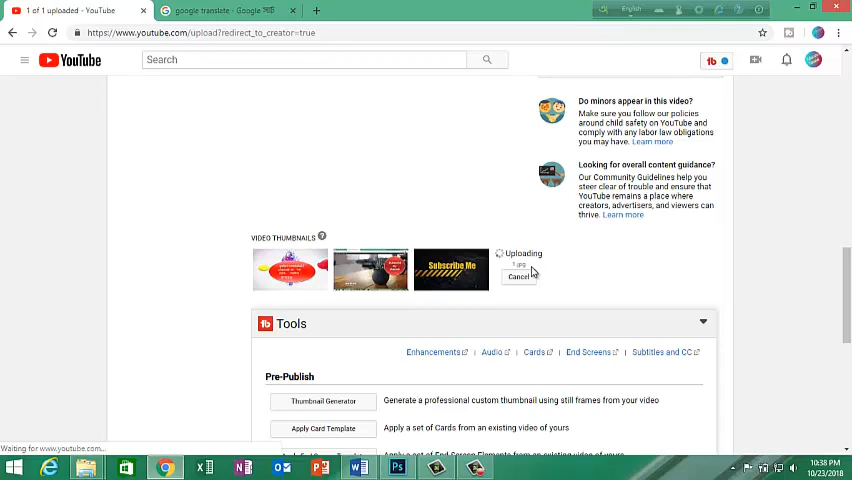 1 of 1 uploaded - YouTube
google translate - Google সার্চ
English
https://www.youtube.com/upload?redirect_to_creator=true
YouTube
Search
Do minors appear in this video?
Make sure you follow our policies
around child safety on YouTube and
comply with any labor law obligations
you may have. Learn more
Looking for overall content guidance?
Our Community Guidelines help you
steer clear of trouble and ensure that
YouTube remains a place where
creators, advertisers, and viewers can
thrive. Learn more
VIDEO THUMBNAILS ?
Subscribe Me
Uploading
1.jpg
Cancel
Tools
Enhancements | Audio | Cards | End Screens | Subtitles and CC
Pre-Publish
Thumbnail Generator
Generate a professional custom thumbnail using still frames from your video
Apply Card Template
Apply a set of Cards from an existing video of yours
Waiting for www.youtube.com...
10:38 PM
10/23/2018